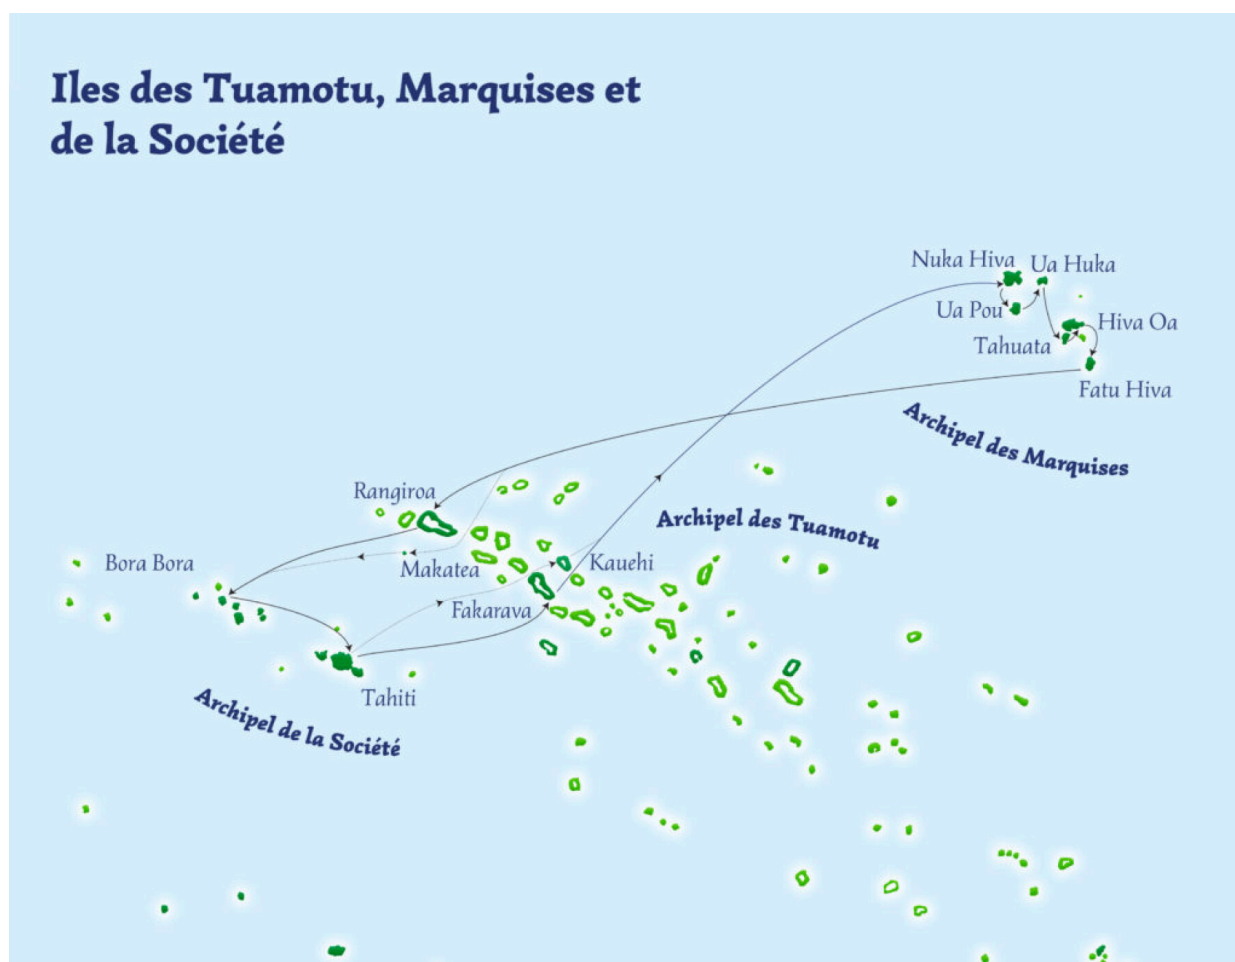 Iles des Tuamotu, Marquises et
de la Société
Nuka Hiva
Ua Huka
Ua Pou
Hiva Oa
Tahuata
Fatu Hiva
Archipel des Marquises
Rangiroa
Archipel des Tuamotu
Bora Bora
Makatea
Kauehi
Fakarava
Tahiti
Archipel de la Société